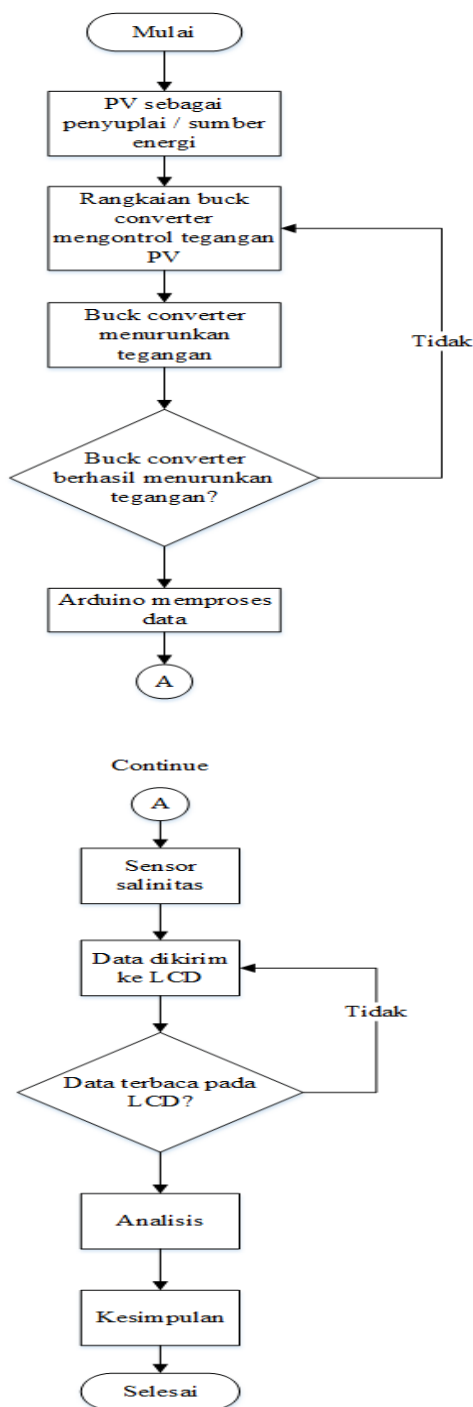 Mulai
PV sebagai
penyuplai / sumber
energi
Rangkaian buck
converter
mengontrol tegangan
PV
Buck converter
menurunkan
tegangan
Tidak
Buck converter
berhasil menurunkan
tegangan?
Arduino memproses
data
A
Continue
A
Sensor
salinitas
Data dikirim
ke LCD
Tidak
Data terbaca pada
LCD?
Analisis
Kesimpulan
Selesai